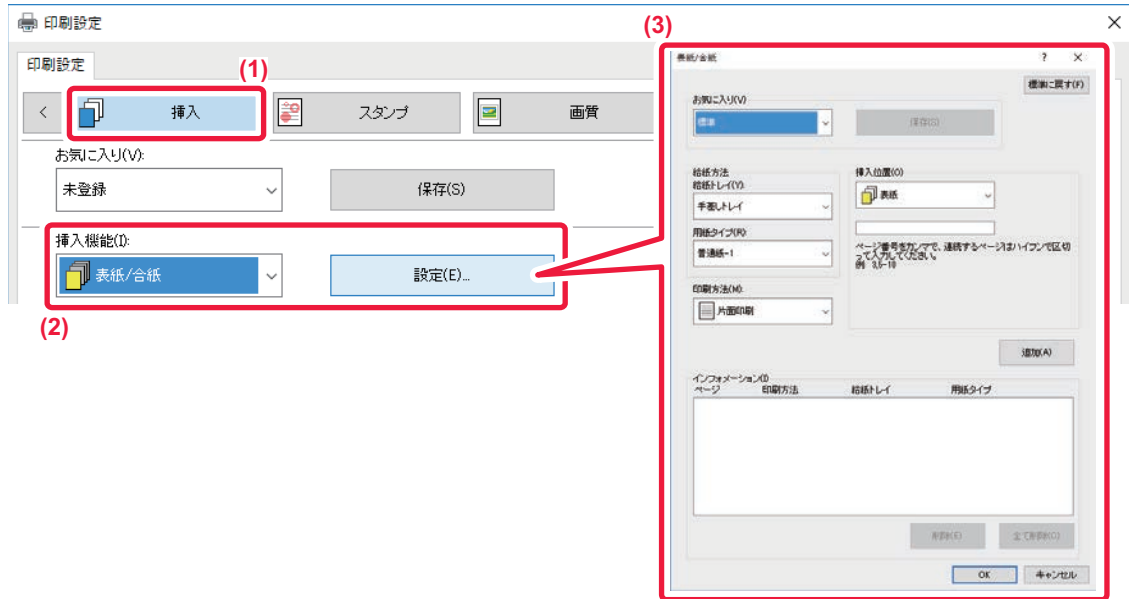 印刷設定
印刷設定
(1)
挿入
スタンプ
画質
お気に入り(V):
未登録
保存(S)
挿入機能(I):
表紙/合紙
設定(E)...
(2)
(3)
表紙/合紙
標準に戻す(F)
お気に入り(V)
標準
保存(S)
給紙方法
給紙トレイ(Y):
手差しトレイ
用紙タイプ(R)
普通紙-1
印刷方法(M):
片面印刷
挿入位置(O)
表紙
ページ番号をカンマで、連続するページはハイフンで区切
って入力してください。
例 3,5-10
追加(A)
インフォメーション(I)
ページ 印刷方法 給紙トレイ 用紙タイプ
削除(E) 全て削除(G)
OK キャンセル